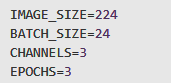 IMAGE_SIZE=224
BATCH_SIZE=24
CHANNELS=3
EPOCHS=3